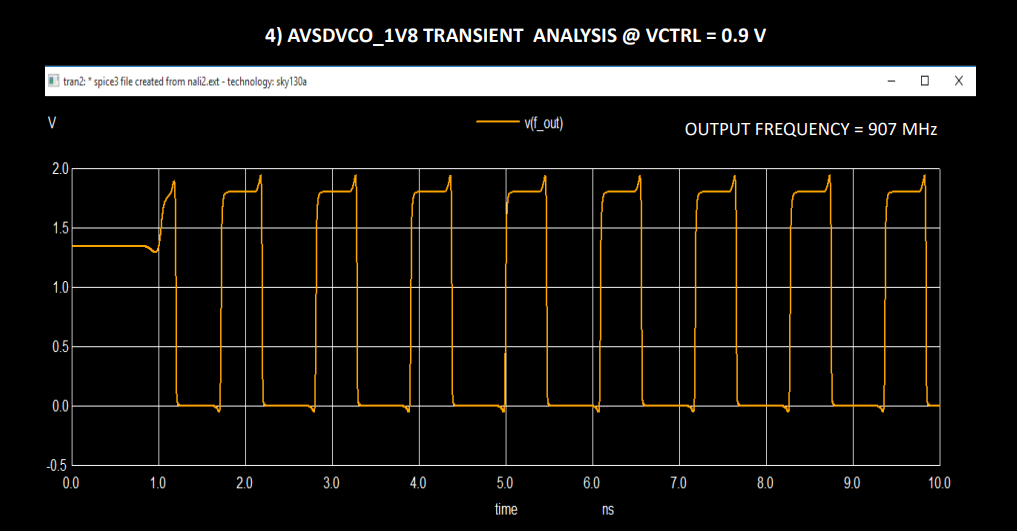 4) AVSDVCO_1V8 TRANSIENT ANALYSIS @ VCTRL = 0.9 V
tran2: * spice3 file created from nali2.ext - technology: sky130a
V
v(f_out)
OUTPUT FREQUENCY = 907 MHz
2.0
1.5
1.0
0.5
0.0
-0.5
0.0 1.0 2.0 3.0 4.0 5.0 6.0 7.0 8.0 9.0 10.0
time ns